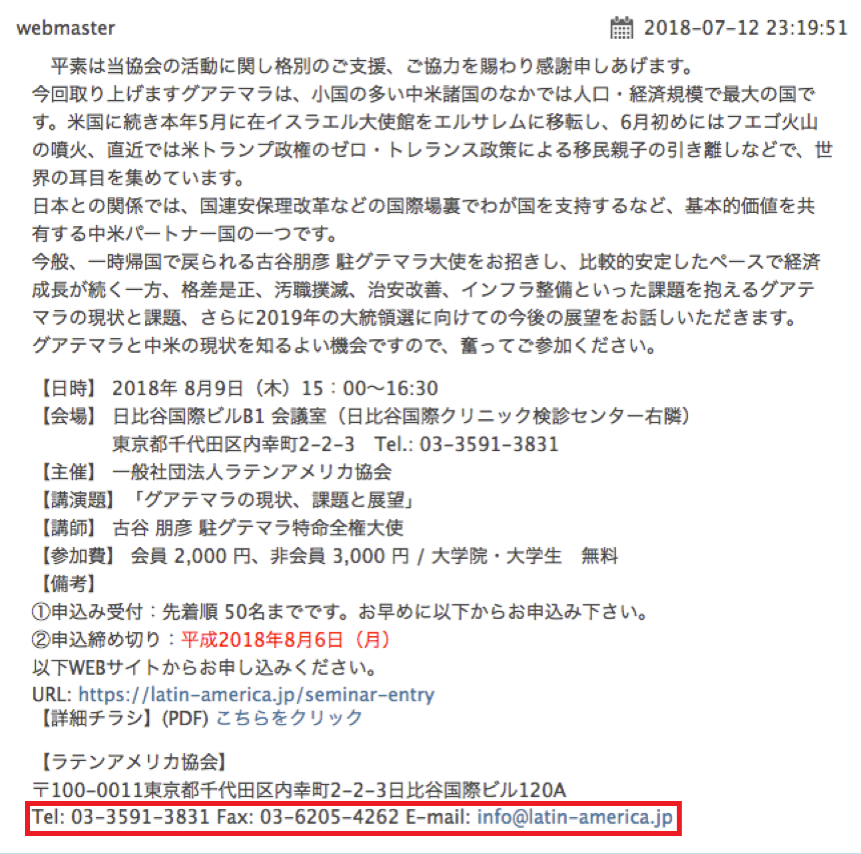 webmaster 2018-07-12 23:19:51
平素は当協会の活動に関し格別のご支援、ご協力を賜わり感謝申しあげます。
今回取り上げますグアテマラは、小国の多い中米諸国のなかでは人口・経済規模で最大の国で
す。米国に続き本年5月に在イスラエル大使館をエルサレムに移転し、6月初めにはフエゴ火山
の噴火、直近では米トランプ政権のゼロ・トレランス政策による移民親子の引き離しなどで、世
界の耳目を集めています。
日本との関係では、国連安保理改革などの国際場裏でわが国を支持するなど、基本的価値を共
有する中米パートナー国の一つです。
今般、一時帰国で戻られる古谷朋彦 駐グテマラ大使をお招きし、比較的安定したペースで経済
成長が続く一方、格差是正、汚職撲滅、治安改善、インフラ整備といった課題を抱えるグアテ
マラの現状と課題、さらに2019年の大統領選に向けての今後の展望をお話しいただきます。
グアテマラと中米の現状を知るよい機会ですので、奮ってご参加ください。
【日時】 2018年 8月9日（木）15：00〜16:30
【会場】 日比谷国際ビルB1 会議室（日比谷国際クリニック検診センター右隣）
東京都千代田区内幸町2-2-3　Tel.: 03-3591-3831
【主催】 一般社団法人ラテンアメリカ協会
【講演題】「グアテマラの現状、課題と展望」
【講師】 古谷 朋彦 駐グテマラ特命全権大使
【参加費】 会員 2,000 円、非会員 3,000 円 / 大学院・大学生　無料
【備考】
①申込み受付：先着順 50名までです。お早めに以下からお申込み下さい。
②申込締め切り：平成2018年8月6日（月）
以下WEBサイトからお申し込みください。
URL: https://latin-america.jp/seminar-entry
【詳細チラシ】(PDF) こちらをクリック
【ラテンアメリカ協会】
〒100-0011東京都千代田区内幸町2-2-3日比谷国際ビル120A
Tel: 03-3591-3831 Fax: 03-6205-4262 E-mail: info@latin-america.jp